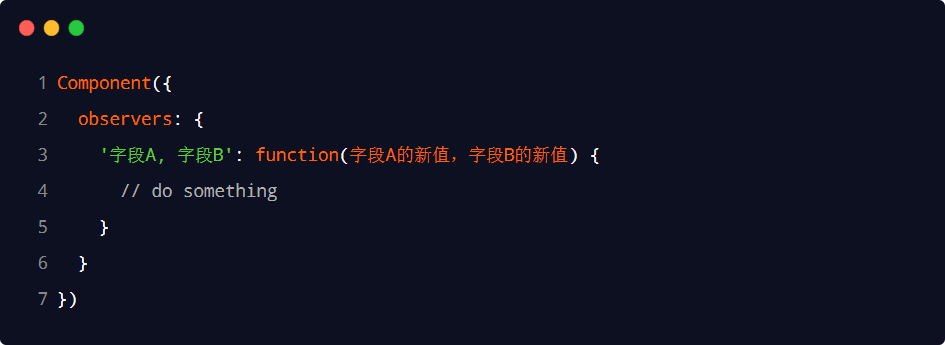 1 Component({
2   observers: {
3     '字段A, 字段B': function(字段A的新值, 字段B的新值) {
4       // do something
5     }
6   }
7 })